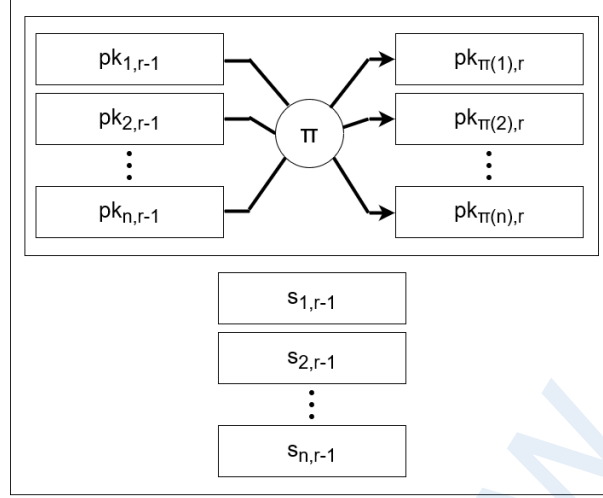 pk1,r-1
pk2,r-1
pkn,r-1
π
pkπ(1),r
pkπ(2),r
pkπ(n),r
s1,r-1
s2,r-1
sn,r-1